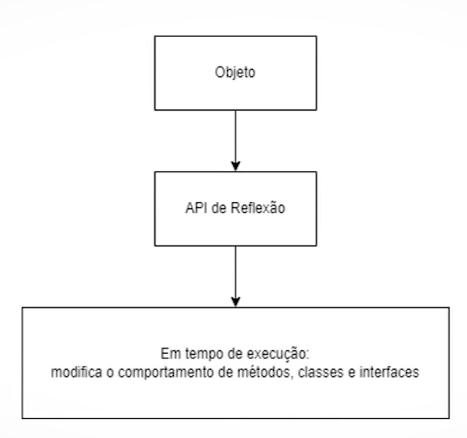 Objeto
API de Reflexão
Em tempo de execução:
modifica o comportamento de métodos, classes e interfaces